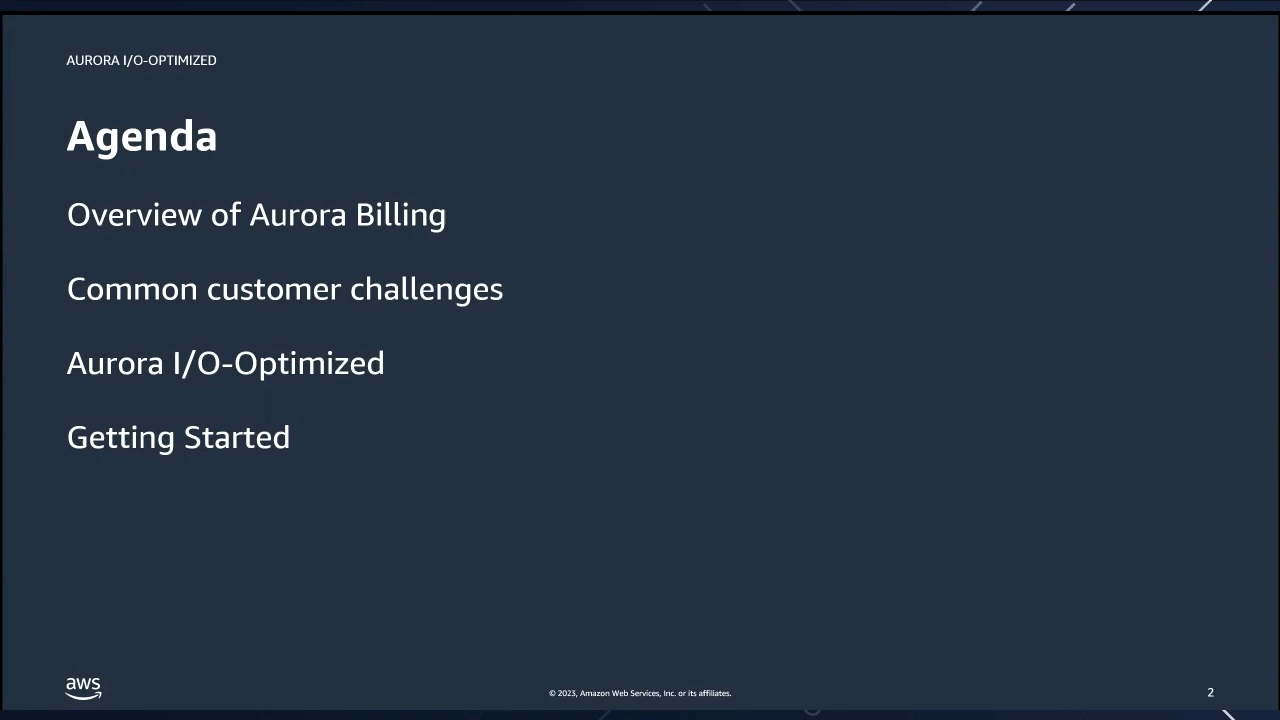 AURORA I/O-OPTIMIZED
Agenda
Overview of Aurora Billing
Common customer challenges
Aurora I/O-Optimized
Getting Started
aws
© 2023, Amazon Web Services, Inc. or its affiliates.
2